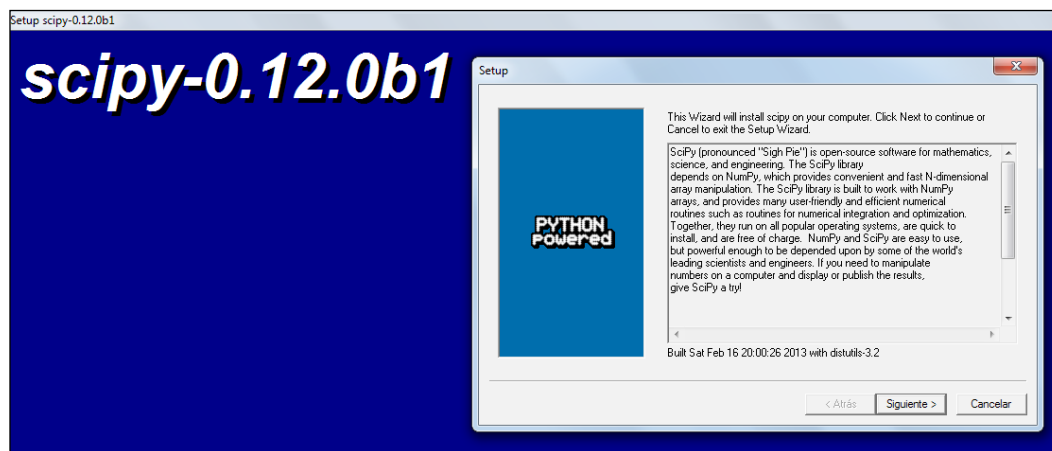 Setup scipy-0.12.0b1
scipy-0.12.0b1
Setup
This Wizard will install scipy on your computer. Click Next to continue or
Cancel to exit the Setup Wizard.
SciPy (pronounced "Sigh Pie") is open-source software for mathematics,
science, and engineering. The SciPy library
depends on NumPy, which provides convenient and fast N-dimensional
array manipulation. The SciPy library is built to work with NumPy
arrays, and provides many user-friendly and efficient numerical
routines such as routines for numerical integration and optimization.
Together, they run on all popular operating systems, are quick to
install, and are free of charge.  NumPy and SciPy are easy to use,
but powerful enough to be depended upon by some of the world's
leading scientists and engineers. If you need to manipulate
numbers on a computer and display or publish the results,
give SciPy a try!
PYTHON
Powered
Built Sat Feb 16 20:00:26 2013 with distutils-3.2
< Atrás
Siguiente >
Cancelar